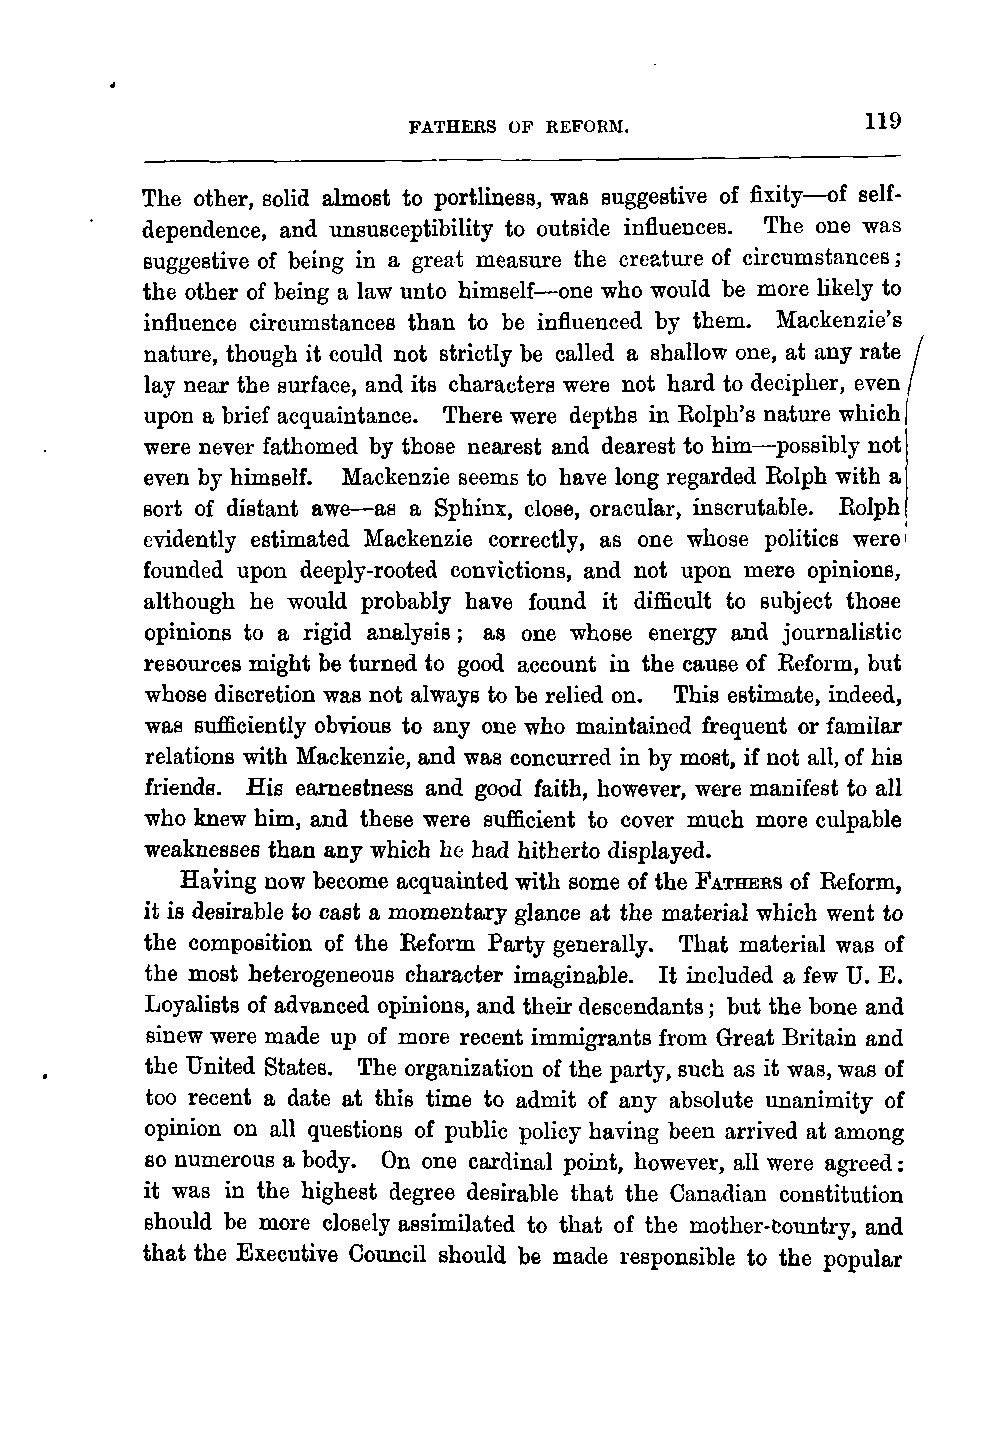 FATHERS OF REFORM. 119
The other, solid almost to portliness, was suggestive of fixity—of self-
dependence, and unsusceptibility to outside influences. The one was
suggestive of being in a great measure the creature of circumstances;
the other of being a law unto himself—one who would be more likely to
influence circumstances than to be influenced by them. Mackenzie's
nature, though it could not strictly be called a shallow one, at any rate
lay near the surface, and its characters were not hard to decipher, even
upon a brief acquaintance. There were depths in Rolph's nature which
were never fathomed by those nearest and dearest to him—possibly not
even by himself. Mackenzie seems to have long regarded Rolph with a
sort of distant awe—as a Sphinx, close, oracular, inscrutable. Rolph
evidently estimated Mackenzie correctly, as one whose politics were
founded upon deeply-rooted convictions, and not upon mere opinions,
although he would probably have found it difficult to subject those
opinions to a rigid analysis; as one whose energy and journalistic
resources might be turned to good account in the cause of Reform, but
whose discretion was not always to be relied on. This estimate, indeed,
was sufficiently obvious to any one who maintained frequent or familar
relations with Mackenzie, and was concurred in by most, if not all, of his
friends. His earnestness and good faith, however, were manifest to all
who knew him, and these were sufficient to cover much more culpable
weaknesses than any which he had hitherto displayed.
Having now become acquainted with some of the FATHERS of Reform,
it is desirable to cast a momentary glance at the material which went to
the composition of the Reform Party generally. That material was of
the most heterogeneous character imaginable. It included a few U. E.
Loyalists of advanced opinions, and their descendants; but the bone and
sinew were made up of more recent immigrants from Great Britain and
the United States. The organization of the party, such as it was, was of
too recent a date at this time to admit of any absolute unanimity of
opinion on all questions of public policy having been arrived at among
so numerous a body. On one cardinal point, however, all were agreed:
it was in the highest degree desirable that the Canadian constitution
should be more closely assimilated to that of the mother-country, and
that the Executive Council should be made responsible to the popular